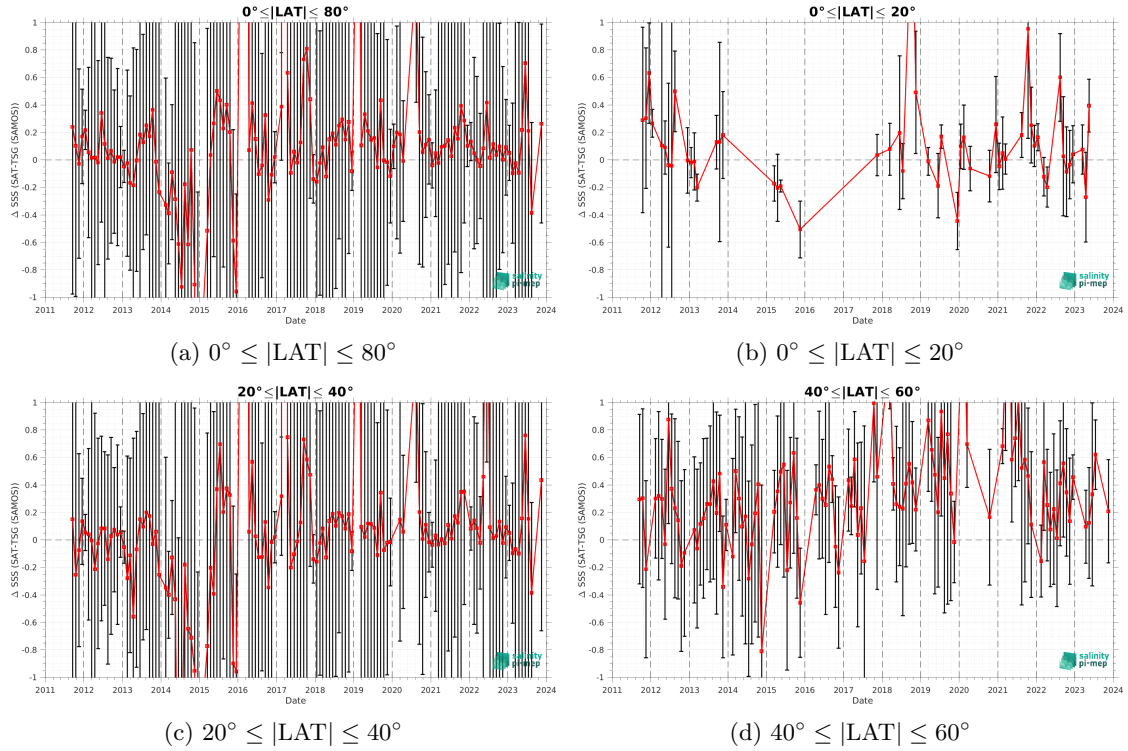 0°≤|LAT|≤ 80°
Δ SSS (SAT-TSG (SAMOS))
1
0.8
0.6
0.4
0.2
0
-0.2
-0.4
-0.6
-0.8
-1
salinity
pi-mep
2011 2012 2013 2014 2015 2016 2017 2018 2019 2020 2021 2022 2023 2024
Date
(a) 0° ≤ |LAT| ≤ 80°
0°≤|LAT|≤ 20°
Δ SSS (SAT-TSG (SAMOS))
1
0.8
0.6
0.4
0.2
0
-0.2
-0.4
-0.6
-0.8
-1
salinity
pi-mep
2011 2012 2013 2014 2015 2016 2017 2018 2019 2020 2021 2022 2023 2024
Date
(b) 0° ≤ |LAT| ≤ 20°
20°≤|LAT|≤ 40°
Δ SSS (SAT-TSG (SAMOS))
1
0.8
0.6
0.4
0.2
0
-0.2
-0.4
-0.6
-0.8
-1
salinity
pi-mep
2011 2012 2013 2014 2015 2016 2017 2018 2019 2020 2021 2022 2023 2024
Date
(c) 20° ≤ |LAT| ≤ 40°
40°≤|LAT|≤ 60°
Δ SSS (SAT-TSG (SAMOS))
1
0.8
0.6
0.4
0.2
0
-0.2
-0.4
-0.6
-0.8
-1
salinity
pi-mep
2011 2012 2013 2014 2015 2016 2017 2018 2019 2020 2021 2022 2023 2024
Date
(d) 40° ≤ |LAT| ≤ 60°